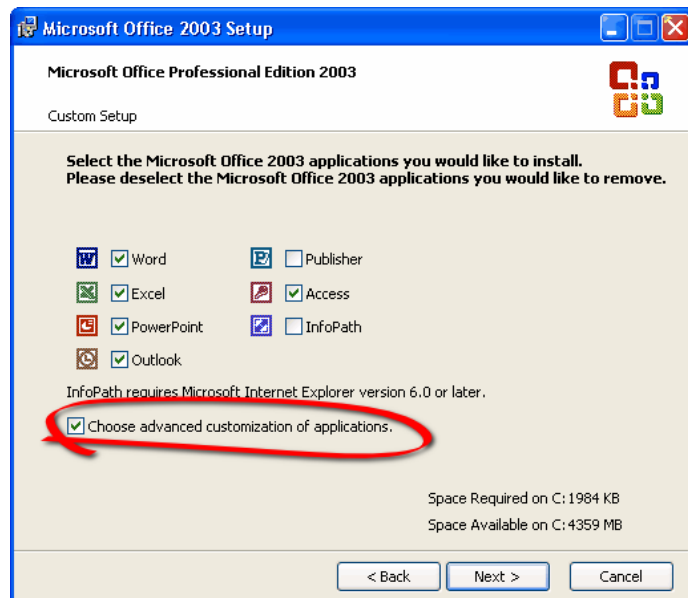 Microsoft Office 2003 Setup
Microsoft Office Professional Edition 2003
Custom Setup
Select the Microsoft Office 2003 applications you would like to install.
Please deselect the Microsoft Office 2003 applications you would like to remove.
Word
Publisher
Excel
Access
PowerPoint
InfoPath
Outlook
InfoPath requires Microsoft Internet Explorer version 6.0 or later.
Choose advanced customization of applications.
Space Required on C: 1984 KB
Space Available on C: 4359 MB
< Back Next > Cancel